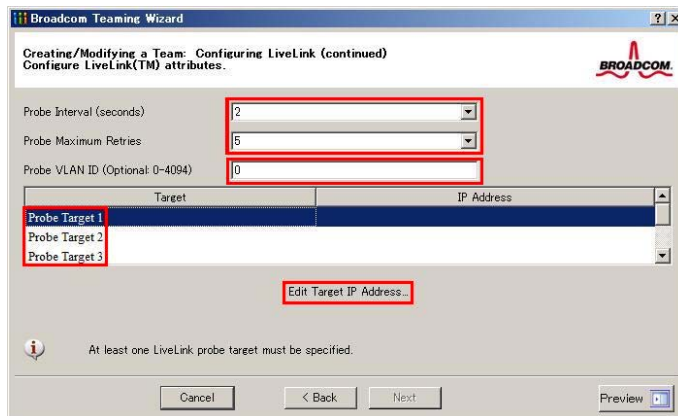 Broadcom Teaming Wizard
Creating/Modifying a Team: Configuring LiveLink (continued)
Configure LiveLink(TM) attributes.
BROADCOM.
Probe Interval (seconds) 2
Probe Maximum Retries 5
Probe VLAN ID (Optional: 0-4094) 0
Target IP Address
Probe Target 1
Probe Target 2
Probe Target 3
Edit Target IP Address...
At least one LiveLink probe target must be specified.
Cancel < Back Next Preview